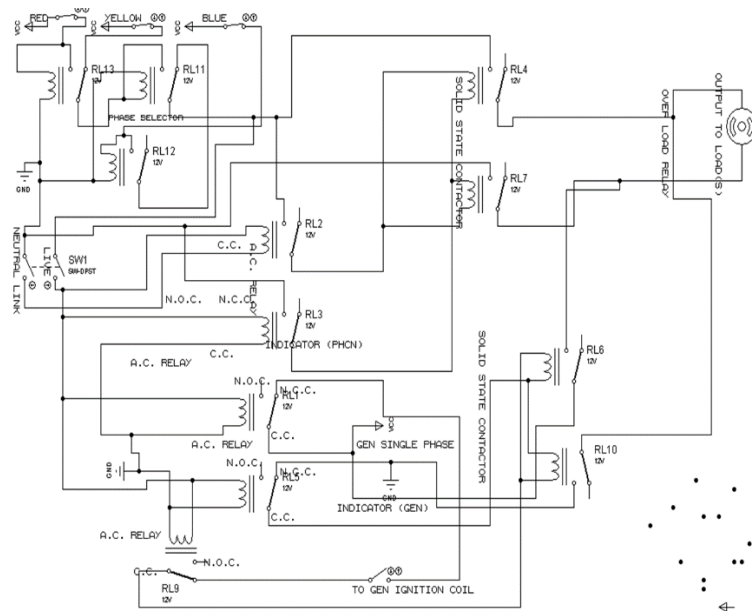 RED
YELLOW
BLUE
VCC
VCC
VCC
RL13
12V
RL11
12V
RL4
12V
PHASE SELECTOR
RL12
12V
GND
SOLID STATE CONTACTOR
OVER LOAD RELAY
OUTPUT TO LOAD(S)
RL7
12V
RL2
12V
C.C.
A.C. RELAY
NEUTRAL LINK
LIVE
SW1
SW-DPST
N.O.C.
N.C.C.
RL3
12V
INDICATOR (PHCN)
C.C.
A.C. RELAY
SOLID STATE CONTACTOR
RL6
12V
N.O.C.
N.C.C.
RL1
12V
C.C.
A.C. RELAY
VCC
GEN SINGLE PHASE
RL10
12V
GND
N.O.C.
N.C.C.
RL5
12V
GND
C.C.
INDICATOR (GEN)
A.C. RELAY
N.O.C.
C.C.
RL9
12V
TO GEN IGNITION COIL